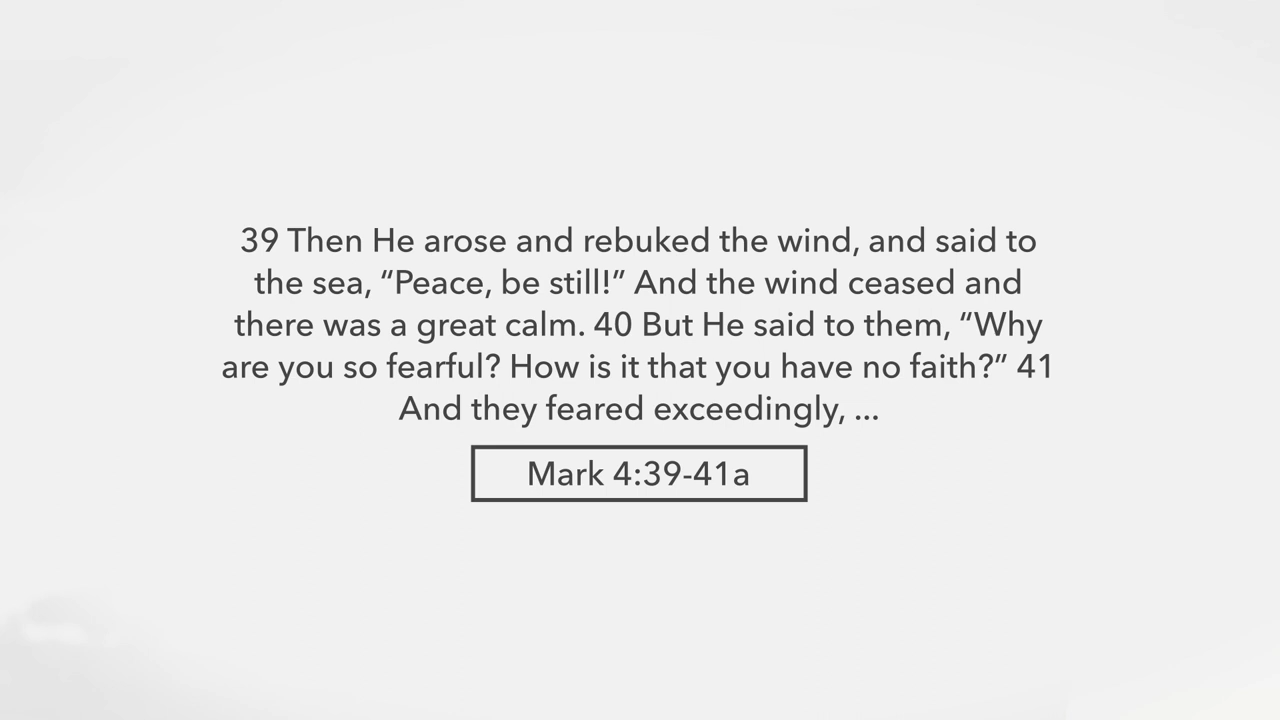 39 Then He arose and rebuked the wind, and said to
the sea, “Peace, be still!” And the wind ceased and
there was a great calm. 40 But He said to them, “Why
are you so fearful? How is it that you have no faith?” 41
And they feared exceedingly, ...
Mark 4:39-41a